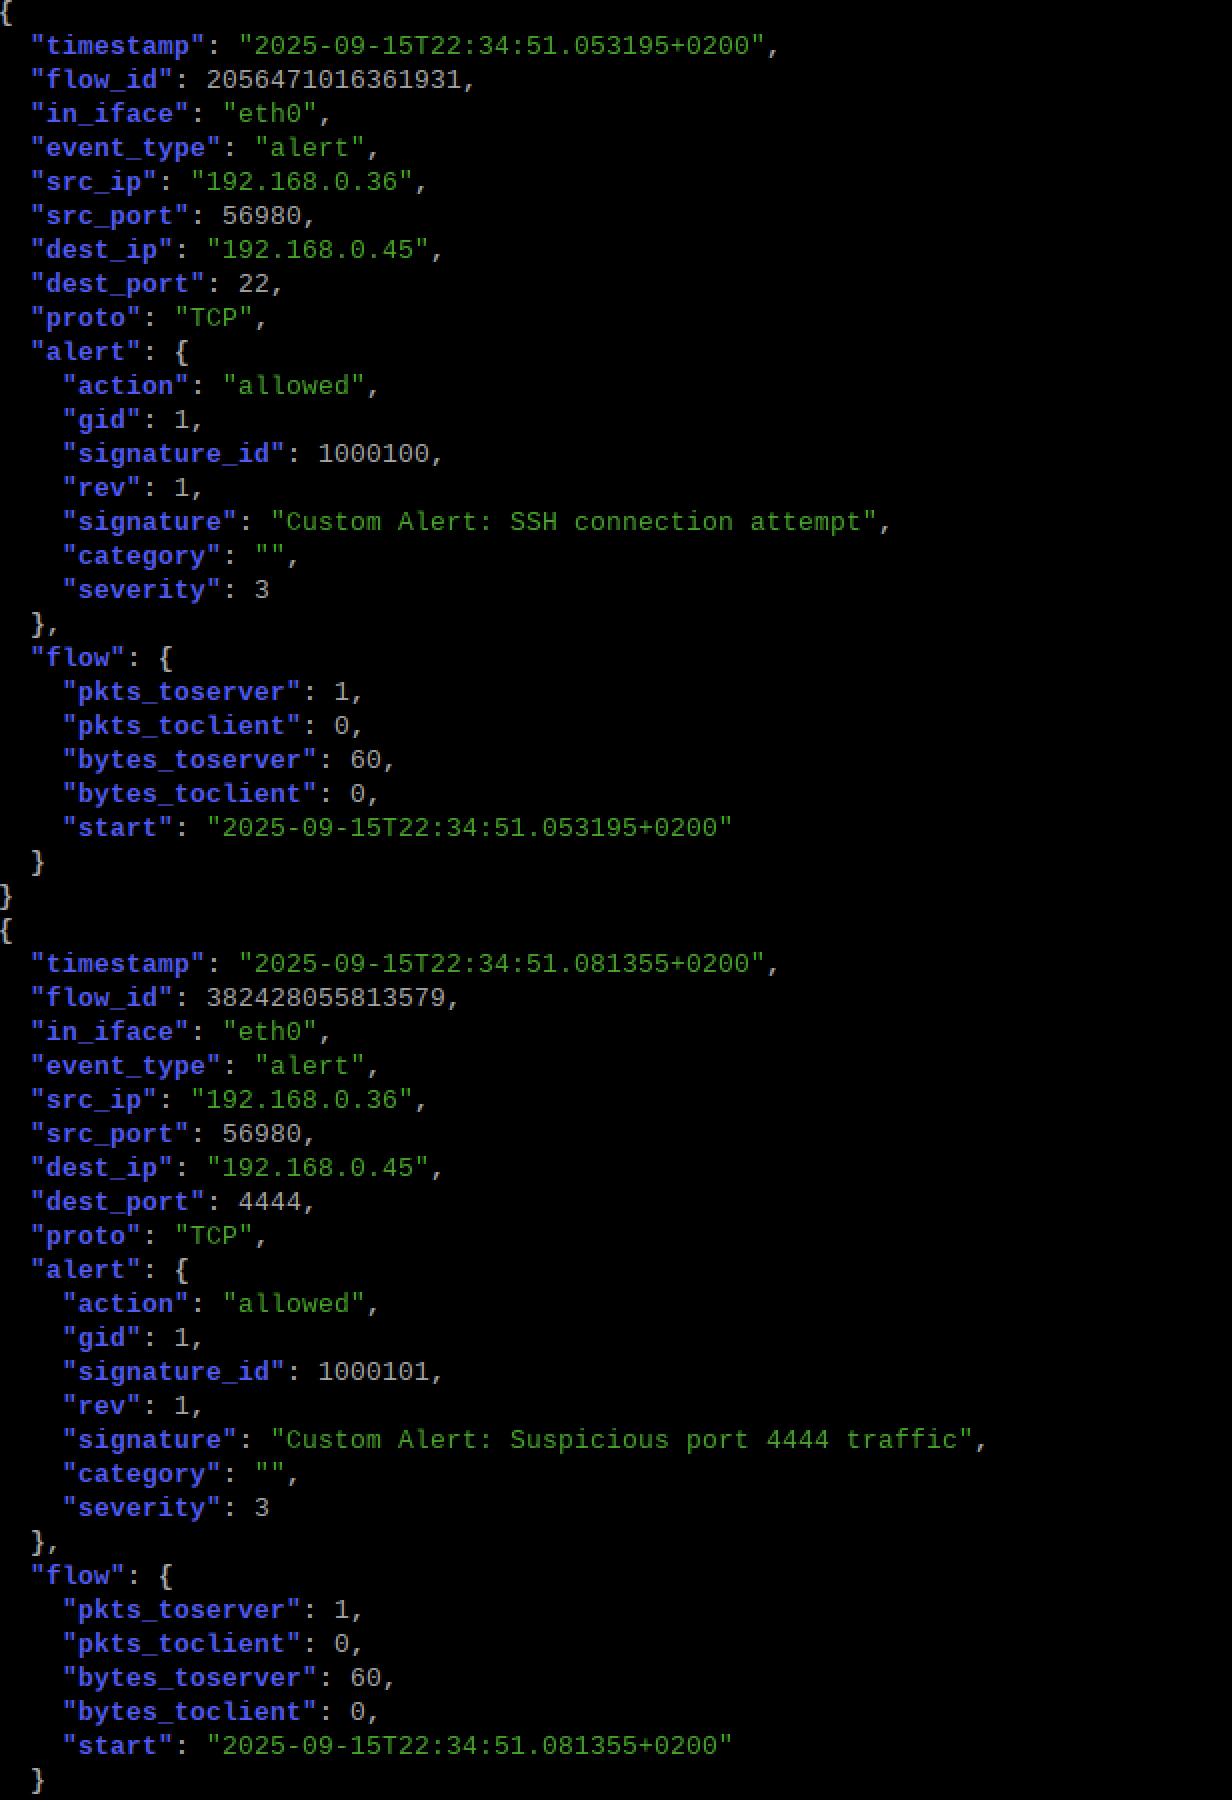 {
  "timestamp": "2025-09-15T22:34:51.053195+0200",
  "flow_id": 2056471016361931,
  "in_iface": "eth0",
  "event_type": "alert",
  "src_ip": "192.168.0.36",
  "src_port": 56980,
  "dest_ip": "192.168.0.45",
  "dest_port": 22,
  "proto": "TCP",
  "alert": {
    "action": "allowed",
    "gid": 1,
    "signature_id": 1000100,
    "rev": 1,
    "signature": "Custom Alert: SSH connection attempt",
    "category": "",
    "severity": 3
  },
  "flow": {
    "pkts_toserver": 1,
    "pkts_toclient": 0,
    "bytes_toserver": 60,
    "bytes_toclient": 0,
    "start": "2025-09-15T22:34:51.053195+0200"
  }
}
{
  "timestamp": "2025-09-15T22:34:51.081355+0200",
  "flow_id": 382428055813579,
  "in_iface": "eth0",
  "event_type": "alert",
  "src_ip": "192.168.0.36",
  "src_port": 56980,
  "dest_ip": "192.168.0.45",
  "dest_port": 4444,
  "proto": "TCP",
  "alert": {
    "action": "allowed",
    "gid": 1,
    "signature_id": 1000101,
    "rev": 1,
    "signature": "Custom Alert: Suspicious port 4444 traffic",
    "category": "",
    "severity": 3
  },
  "flow": {
    "pkts_toserver": 1,
    "pkts_toclient": 0,
    "bytes_toserver": 60,
    "bytes_toclient": 0,
    "start": "2025-09-15T22:34:51.081355+0200"
  }